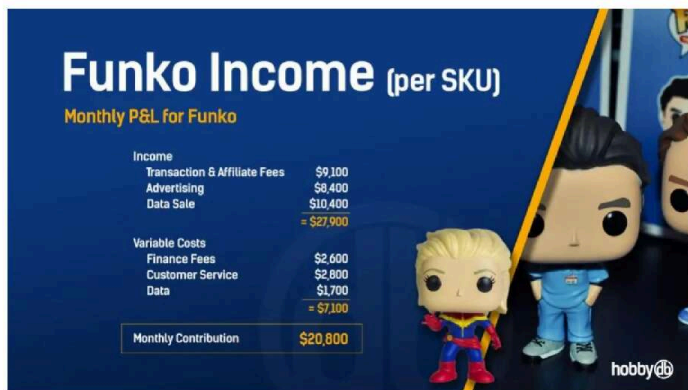 Funko Income (per SKU)
Monthly P&L for Funko
Income
Transaction & Affiliate Fees $9,100
Advertising $8,400
Data Sale $10,400
= $27,900
Variable Costs
Finance Fees $2,600
Customer Service $2,800
Data $1,700
= $7,100
Monthly Contribution $20,800
hobbydb